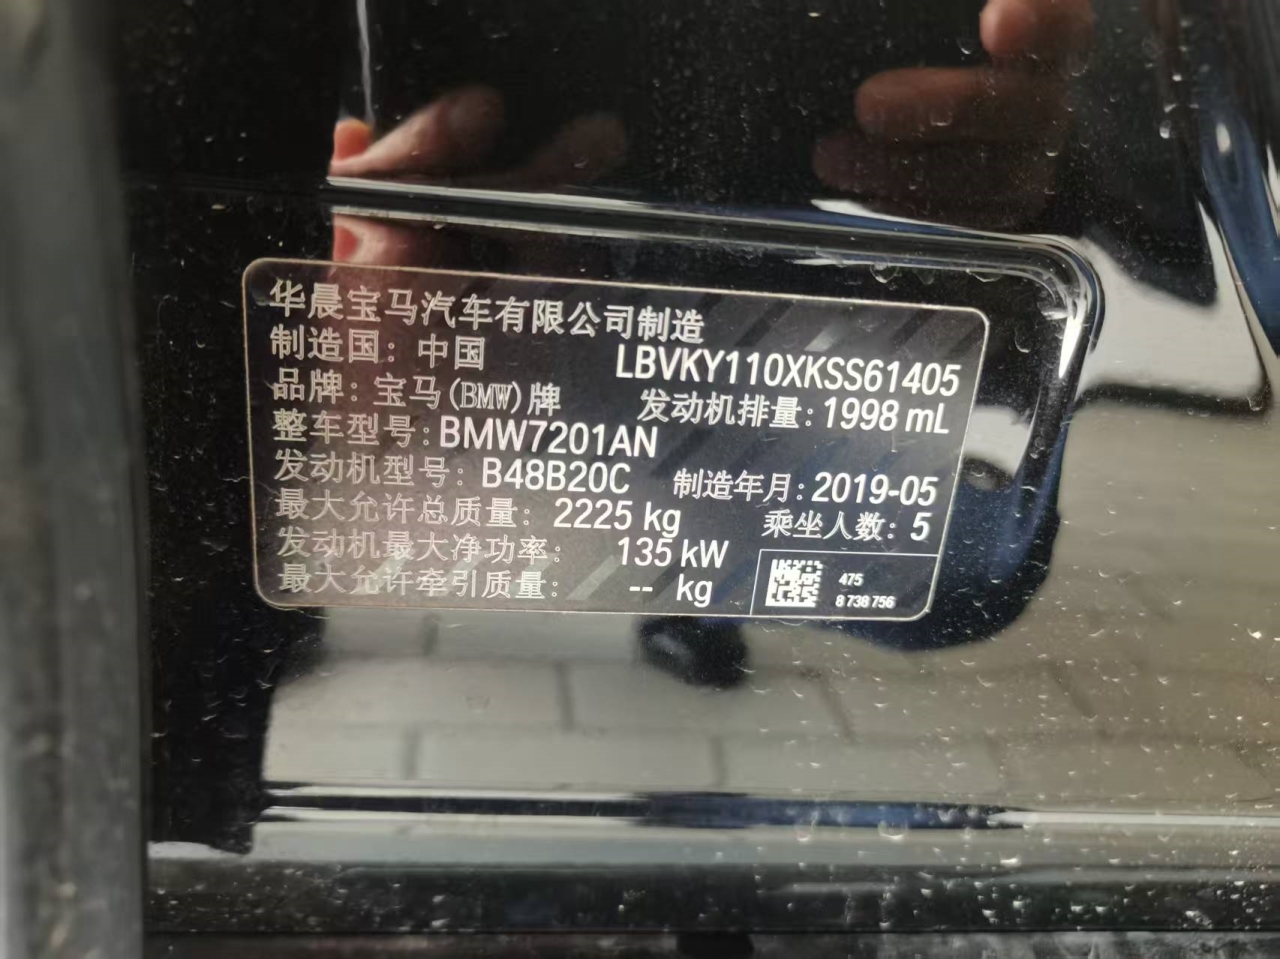 华晨宝马汽车有限公司制造
制造国：中国 LBVKY110XKSS61405
品牌：宝马(BMW)牌 发动机排量：1998 mL
整车型号：BMW7201AN
发动机型号：B48B20C 制造年月：2019-05
最大允许总质量：2225 kg 乘坐人数：5
发动机最大净功率：135 kW
最大允许牵引质量：-- kg
475
8 738 756